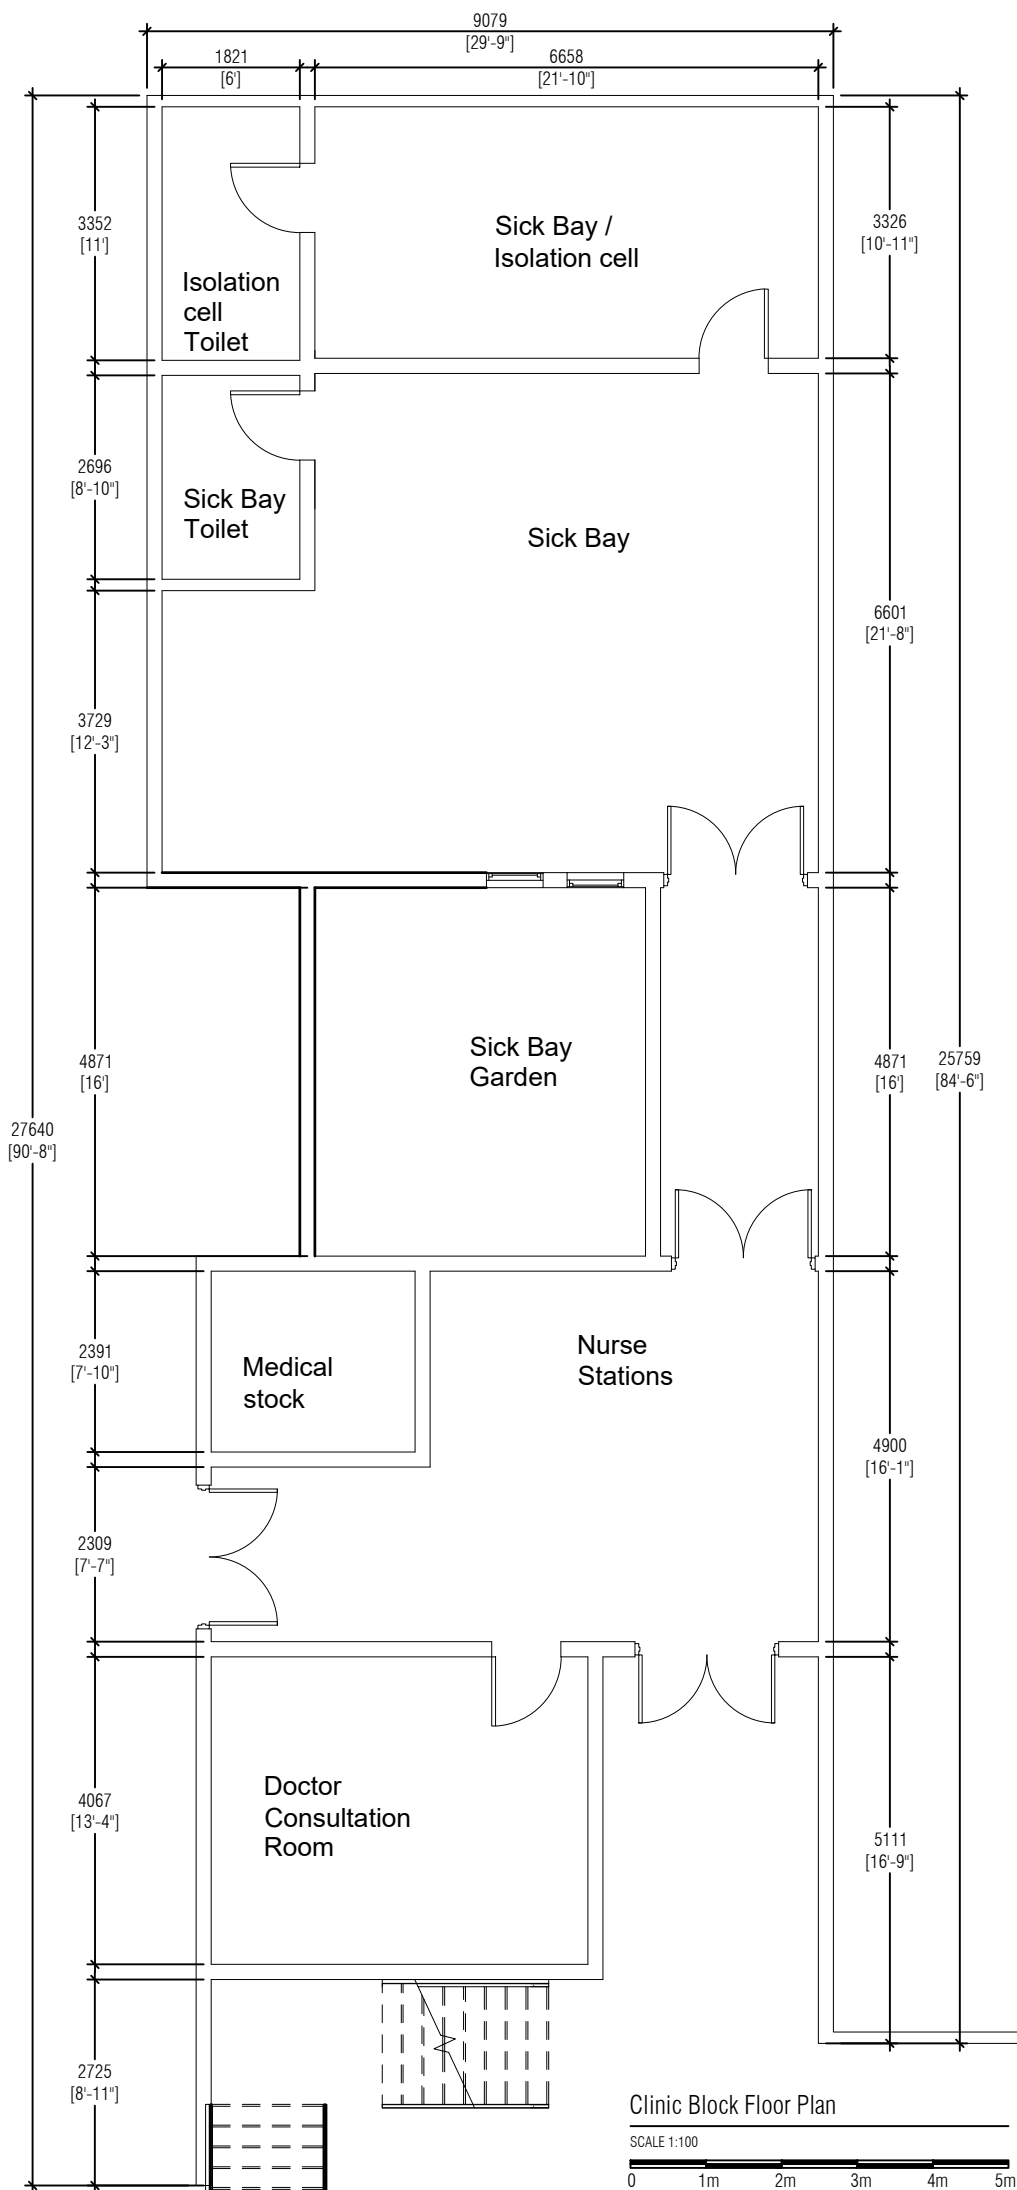 9079
[29'-9"]
1821
[6']
6658
[21'-10"]
3352
[11']
3326
[10'-11"]
Sick Bay /
Isolation cell
Isolation
cell
Toilet
2696
[8'-10"]
Sick Bay
Toilet
Sick Bay
6601
[21'-8"]
3729
[12'-3"]
4871
[16']
Sick Bay
Garden
4871
[16']
25759
[84'-6"]
27640
[90'-8"]
2391
[7'-10"]
Medical
stock
Nurse
Stations
4900
[16'-1"]
2309
[7'-7"]
4067
[13'-4"]
Doctor
Consultation
Room
5111
[16'-9"]
2725
[8'-11"]
Clinic Block Floor Plan
SCALE 1:100
0 1m 2m 3m 4m 5m